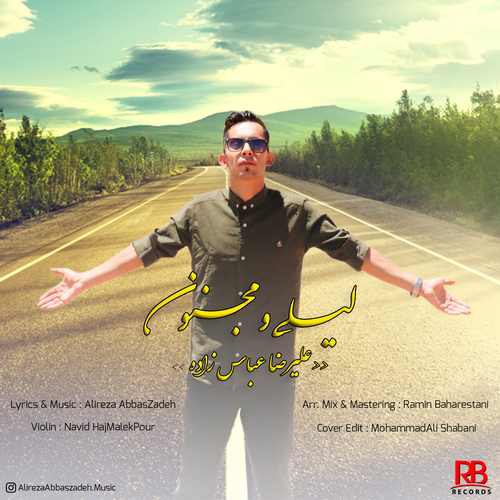 لیلی و مجنون
<<علیرضا عباس زاده>>
Lyrics & Music : Alireza AbbasZadeh
Arr. Mix & Mastering : Ramin Baharestani
Violin : Navid HajMalekPour
Cover Edit : MohammadAli Shabani
AlirezaAbbaszadeh.Music
RB
RECORDS